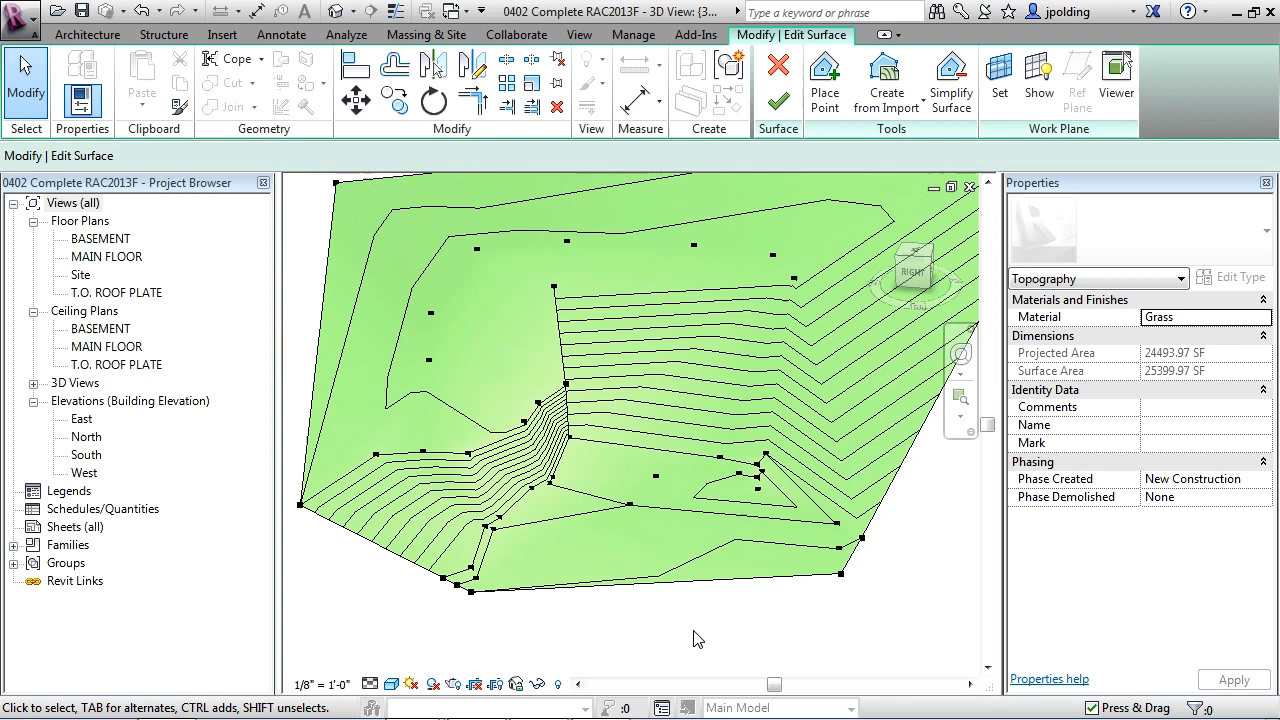 0402 Complete RAC2013F - 3D View: {3...
Type a keyword or phrase
jpolding
Architecture Structure Insert Annotate Analyze Massing & Site Collaborate View Manage Add-Ins Modify | Edit Surface
Modify
Paste
Cope
Cut
Join
Place Point
Create from Import
Simplify Surface
Set
Show
Ref Plane
Viewer
Select Properties Clipboard Geometry Modify View Measure Create Surface Tools Work Plane
Modify | Edit Surface
0402 Complete RAC2013F - Project Browser
Views (all)
Floor Plans
BASEMENT
MAIN FLOOR
Site
T.O. ROOF PLATE
Ceiling Plans
BASEMENT
MAIN FLOOR
T.O. ROOF PLATE
3D Views
Elevations (Building Elevation)
East
North
South
West
Legends
Schedules/Quantities
Sheets (all)
Families
Groups
Revit Links
RIGHT
1/8" = 1'-0"
Properties
Topography
Edit Type
Materials and Finishes
Material Grass
Dimensions
Projected Area 24493.97 SF
Surface Area 25399.97 SF
Identity Data
Comments
Name
Mark
Phasing
Phase Created New Construction
Phase Demolished None
Properties help
Apply
Click to select, TAB for alternates, CTRL adds, SHIFT unselects.
:0
Main Model
Press & Drag
:0